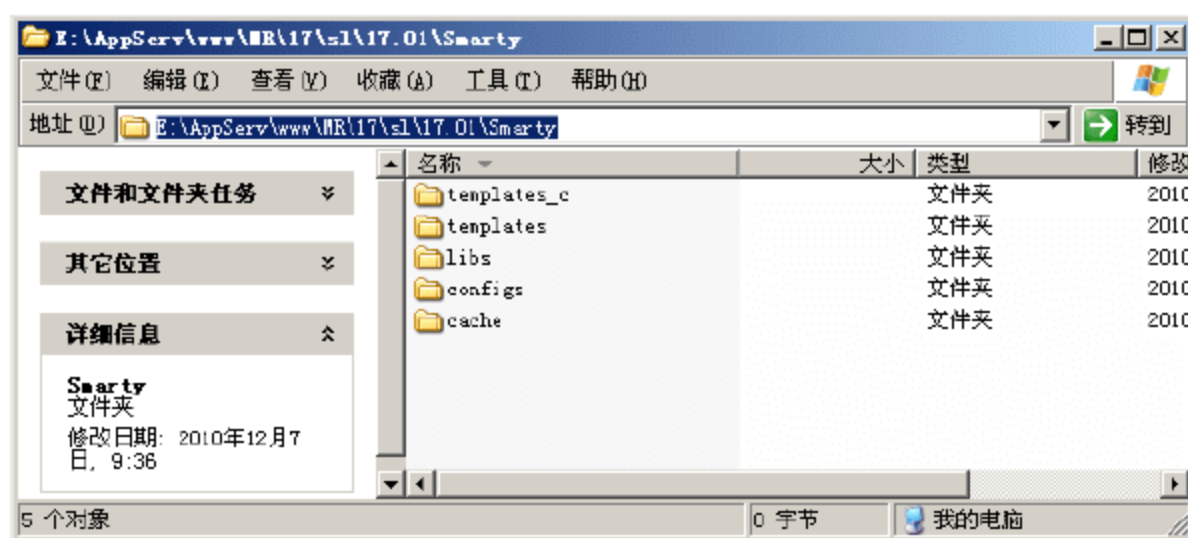 E:\AppServ\www\MR\17\sl\17.01\Smarty
文件(F) 编辑(E) 查看(V) 收藏(A) 工具(T) 帮助(H)
地址(D) E:\AppServ\www\MR\17\sl\17.01\Smarty 转到
名称 大小 类型 修改
文件和文件夹任务
其它位置
详细信息
Smarty
文件夹
修改日期: 2010年12月7
日, 9:36
templates_c 文件夹 2010
templates 文件夹 2010
libs 文件夹 2010
configs 文件夹 2010
cache 文件夹 2010
5 个对象 0 字节 我的电脑